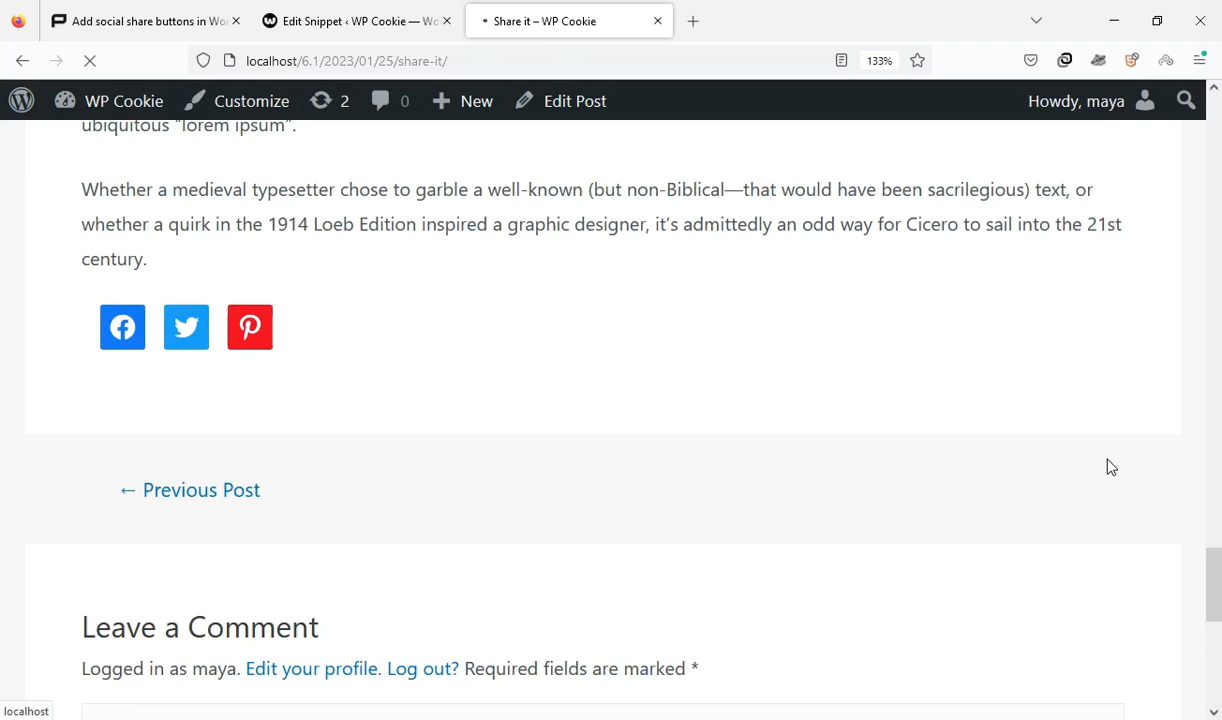 Add social share buttons in Wor
Edit Snippet ‹ WP Cookie — Wo
Share it – WP Cookie
localhost/6.1/2023/01/25/share-it/
133%
WP Cookie
Customize
2
0
New
Edit Post
Howdy, maya
ubiquitous "lorem ipsum".
Whether a medieval typesetter chose to garble a well-known (but non-Biblical—that would have been sacrilegious) text, or
whether a quirk in the 1914 Loeb Edition inspired a graphic designer, it's admittedly an odd way for Cicero to sail into the 21st
century.
← Previous Post
Leave a Comment
Logged in as maya. Edit your profile. Log out? Required fields are marked *
localhost